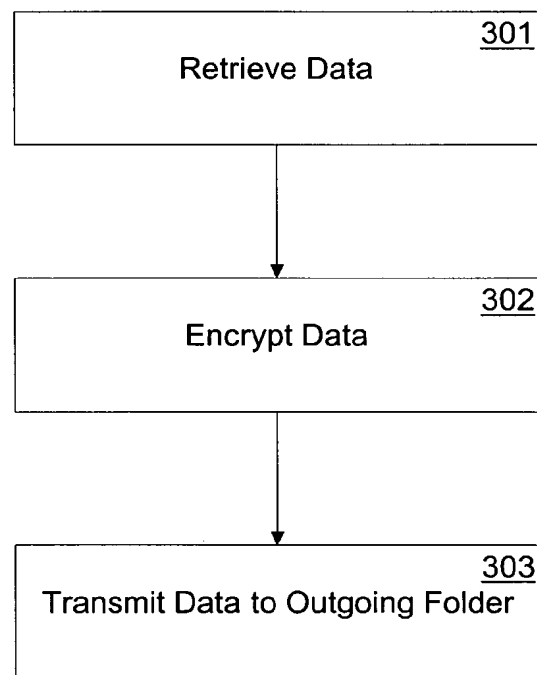 301
Retrieve Data
302
Encrypt Data
303
Transmit Data to Outgoing Folder